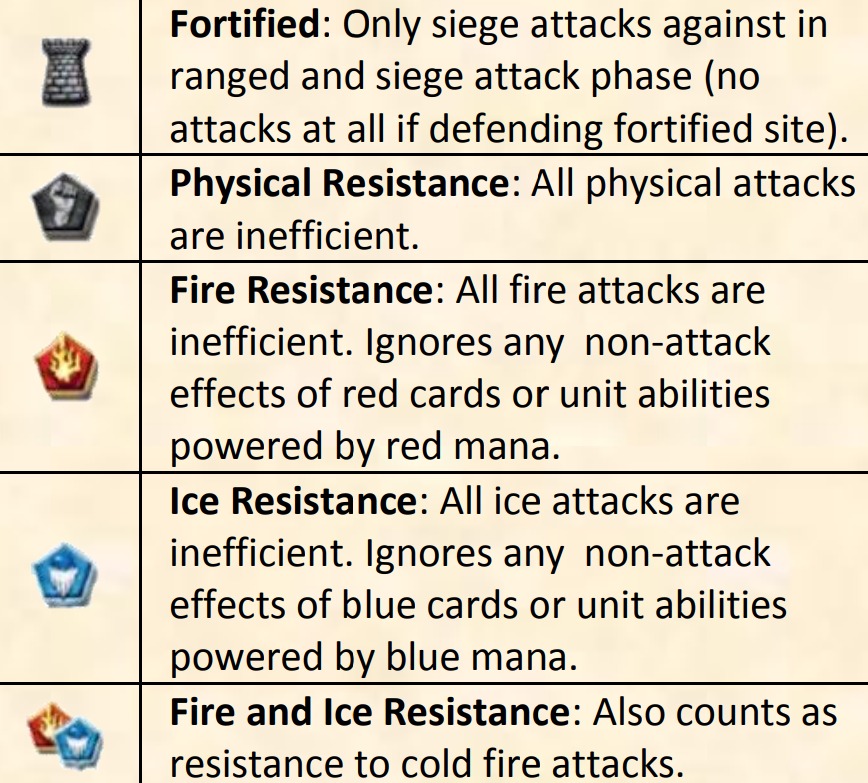 Fortified: Only siege attacks against in
ranged and siege attack phase (no
attacks at all if defending fortified site).
Physical Resistance: All physical attacks
are inefficient.
Fire Resistance: All fire attacks are
inefficient. Ignores any  non-attack
effects of red cards or unit abilities
powered by red mana.
Ice Resistance: All ice attacks are
inefficient. Ignores any  non-attack
effects of blue cards or unit abilities
powered by blue mana.
Fire and Ice Resistance: Also counts as
resistance to cold fire attacks.